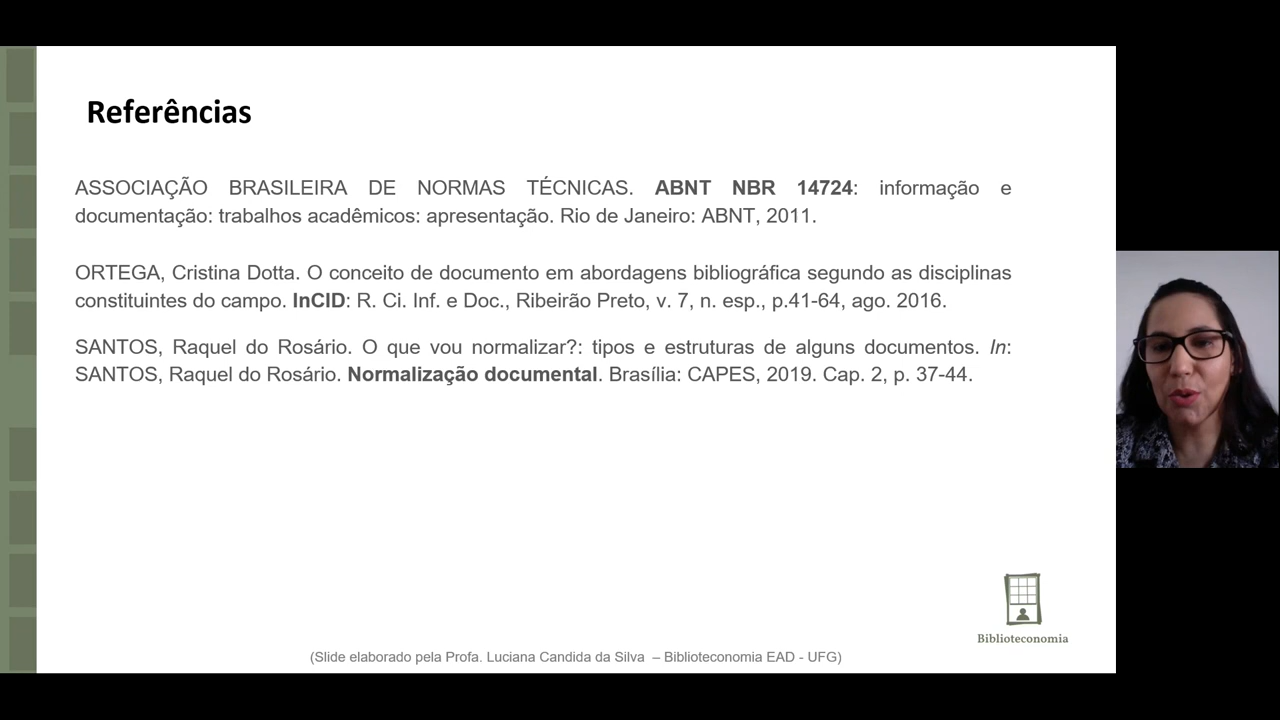 Referências
ASSOCIAÇÃO BRASILEIRA DE NORMAS TÉCNICAS. ABNT NBR 14724: informação e
documentação: trabalhos acadêmicos: apresentação. Rio de Janeiro: ABNT, 2011.
ORTEGA, Cristina Dotta. O conceito de documento em abordagens bibliográfica segundo as disciplinas
constituintes do campo. InCID: R. Ci. Inf. e Doc., Ribeirão Preto, v. 7, n. esp., p.41-64, ago. 2016.
SANTOS, Raquel do Rosário. O que vou normalizar?: tipos e estruturas de alguns documentos. In:
SANTOS, Raquel do Rosário. Normalização documental. Brasília: CAPES, 2019. Cap. 2, p. 37-44.
Biblioteconomia
(Slide elaborado pela Profa. Luciana Candida da Silva – Biblioteconomia EAD - UFG)